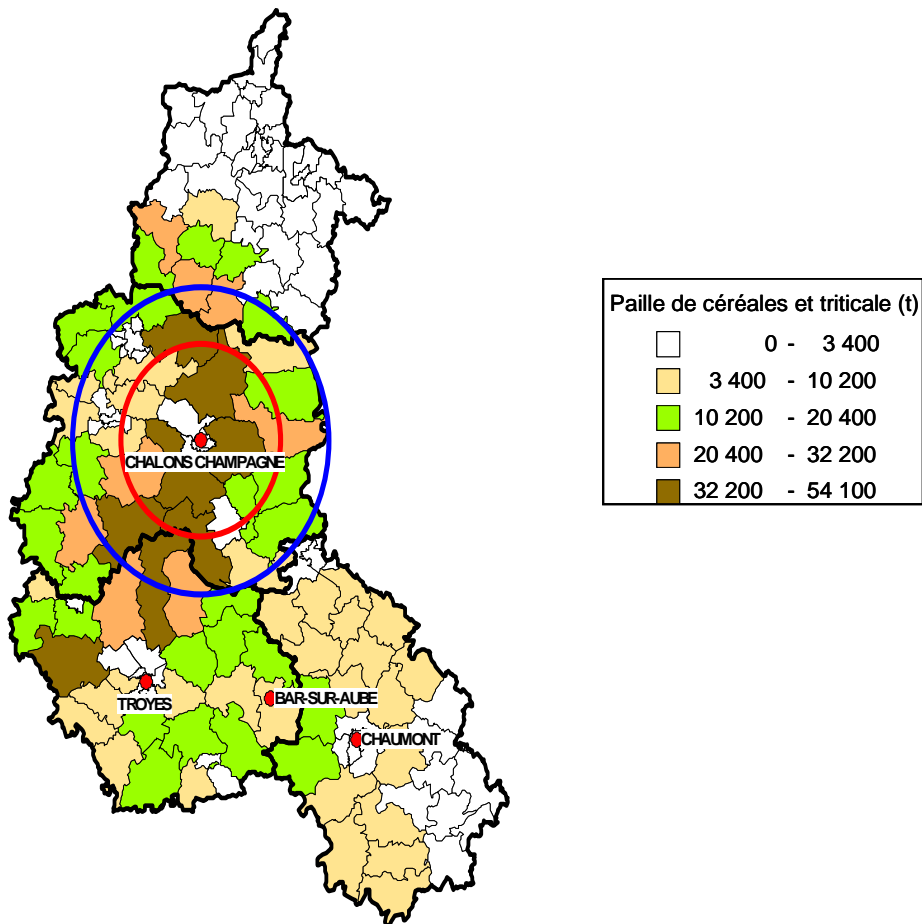 CHALONS CHAMPAGNE
TROYES
BAR-SUR-AUBE
CHAUMONT
Paille de céréales et triticale (t)
0 - 3 400
3 400 - 10 200
10 200 - 20 400
20 400 - 32 200
32 200 - 54 100